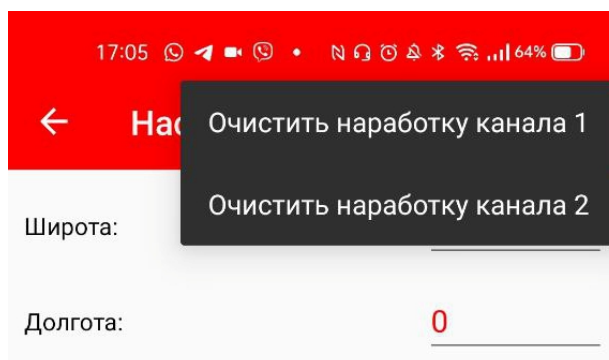 17:05 64%
Нас
Очистить наработку канала 1
Очистить наработку канала 2
Широта:
Долгота: 0